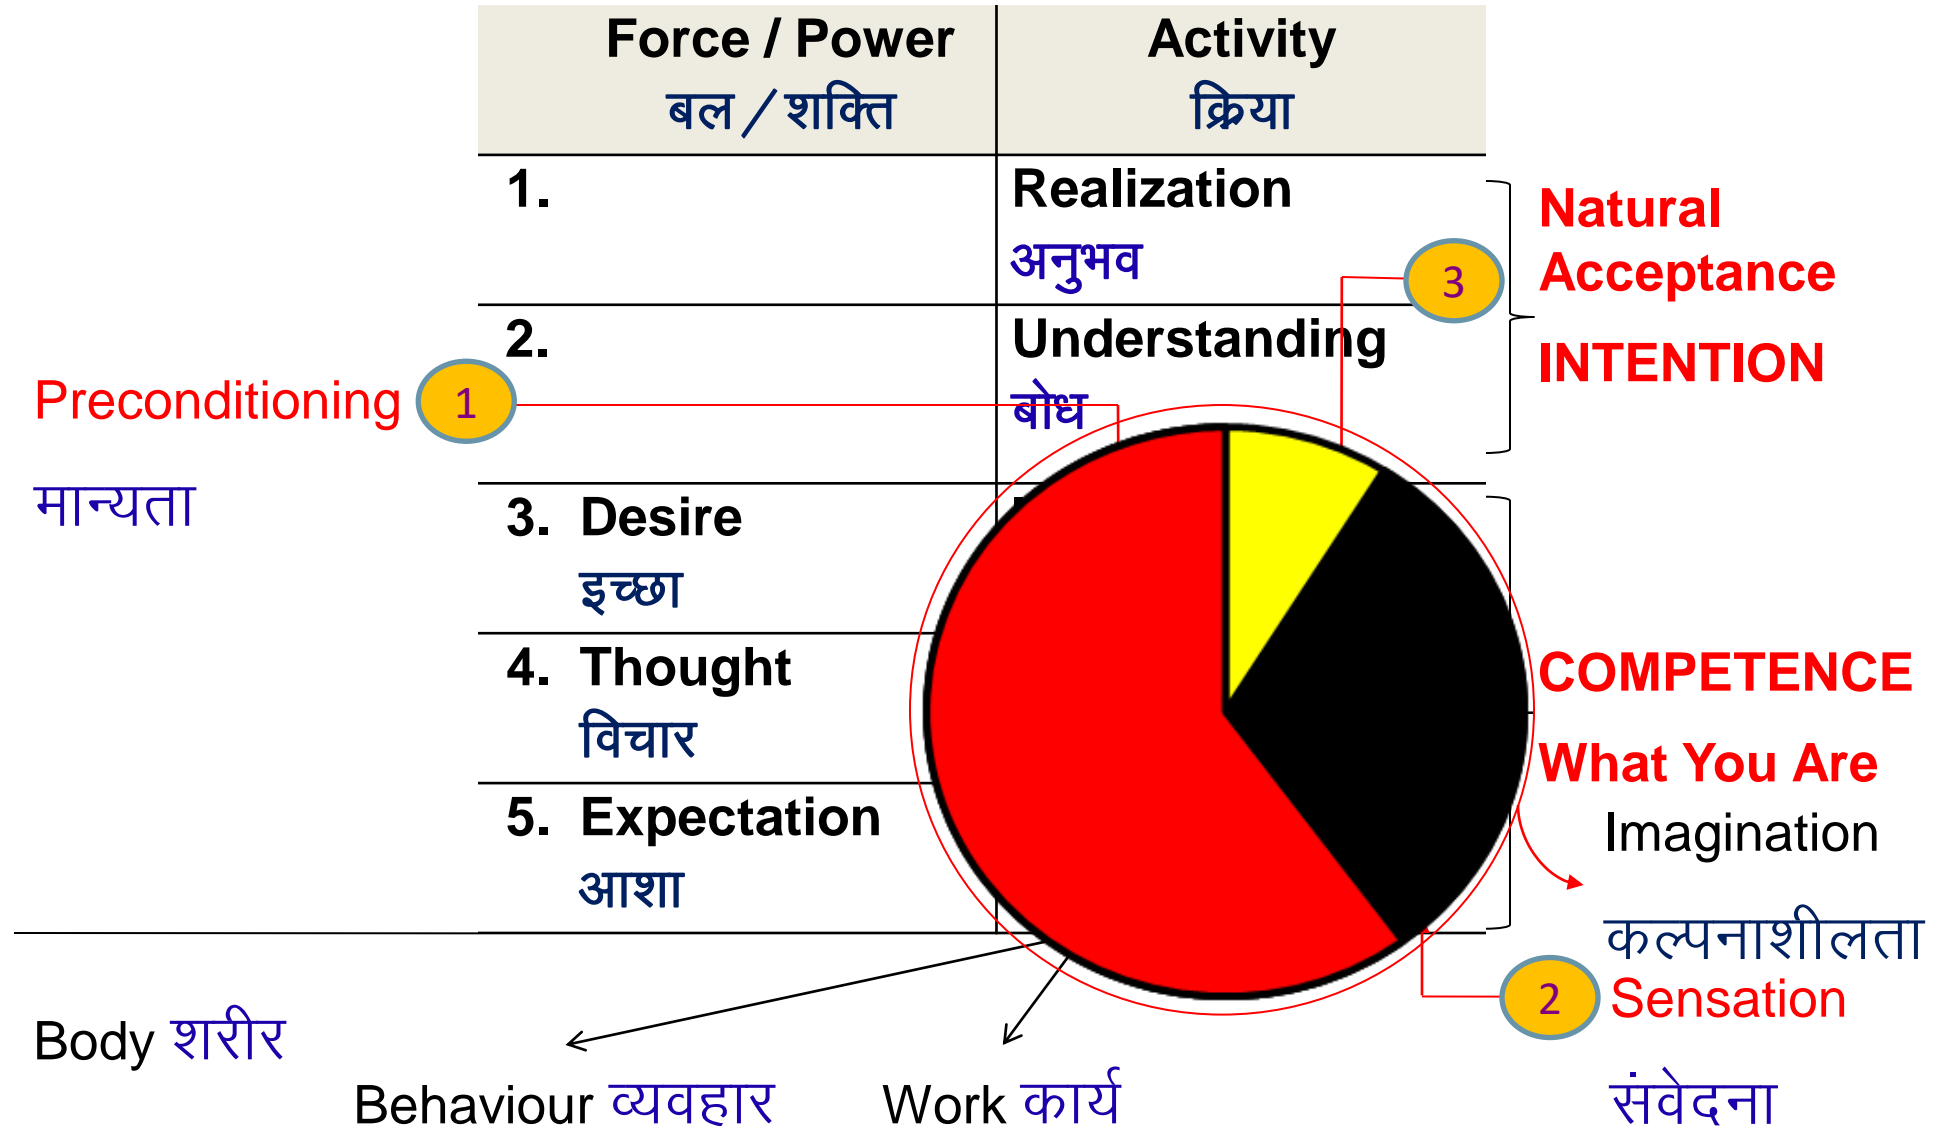 Force / Power
बल / शक्ति
Activity
क्रिया
1.
Realization
अनुभव
2.
Understanding
बोध
3. Desire
इच्छा
4. Thought
विचार
5. Expectation
आशा
Natural
Acceptance
INTENTION
3
Preconditioning
1
मान्यता
COMPETENCE
What You Are
Imagination
कल्पनाशीलता
2
Sensation
संवेदना
Body शरीर
Behaviour व्यवहार
Work कार्य